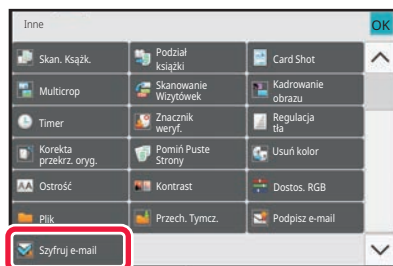 Inne
OK
Skan. Książk.
Podział
książki
Card Shot
Multicrop
Skanowanie
Wizytówek
Kadrowanie
obrazu
Timer
Znacznik
weryf.
Regulacja
tła
Korekta
przekrz. oryg.
Pomiń Puste
Strony
Usuń kolor
AA Ostrość
Kontrast
Dostos. RGB
Plik
Przech. Tymcz.
Podpisz e-mail
Szyfruj e-mail